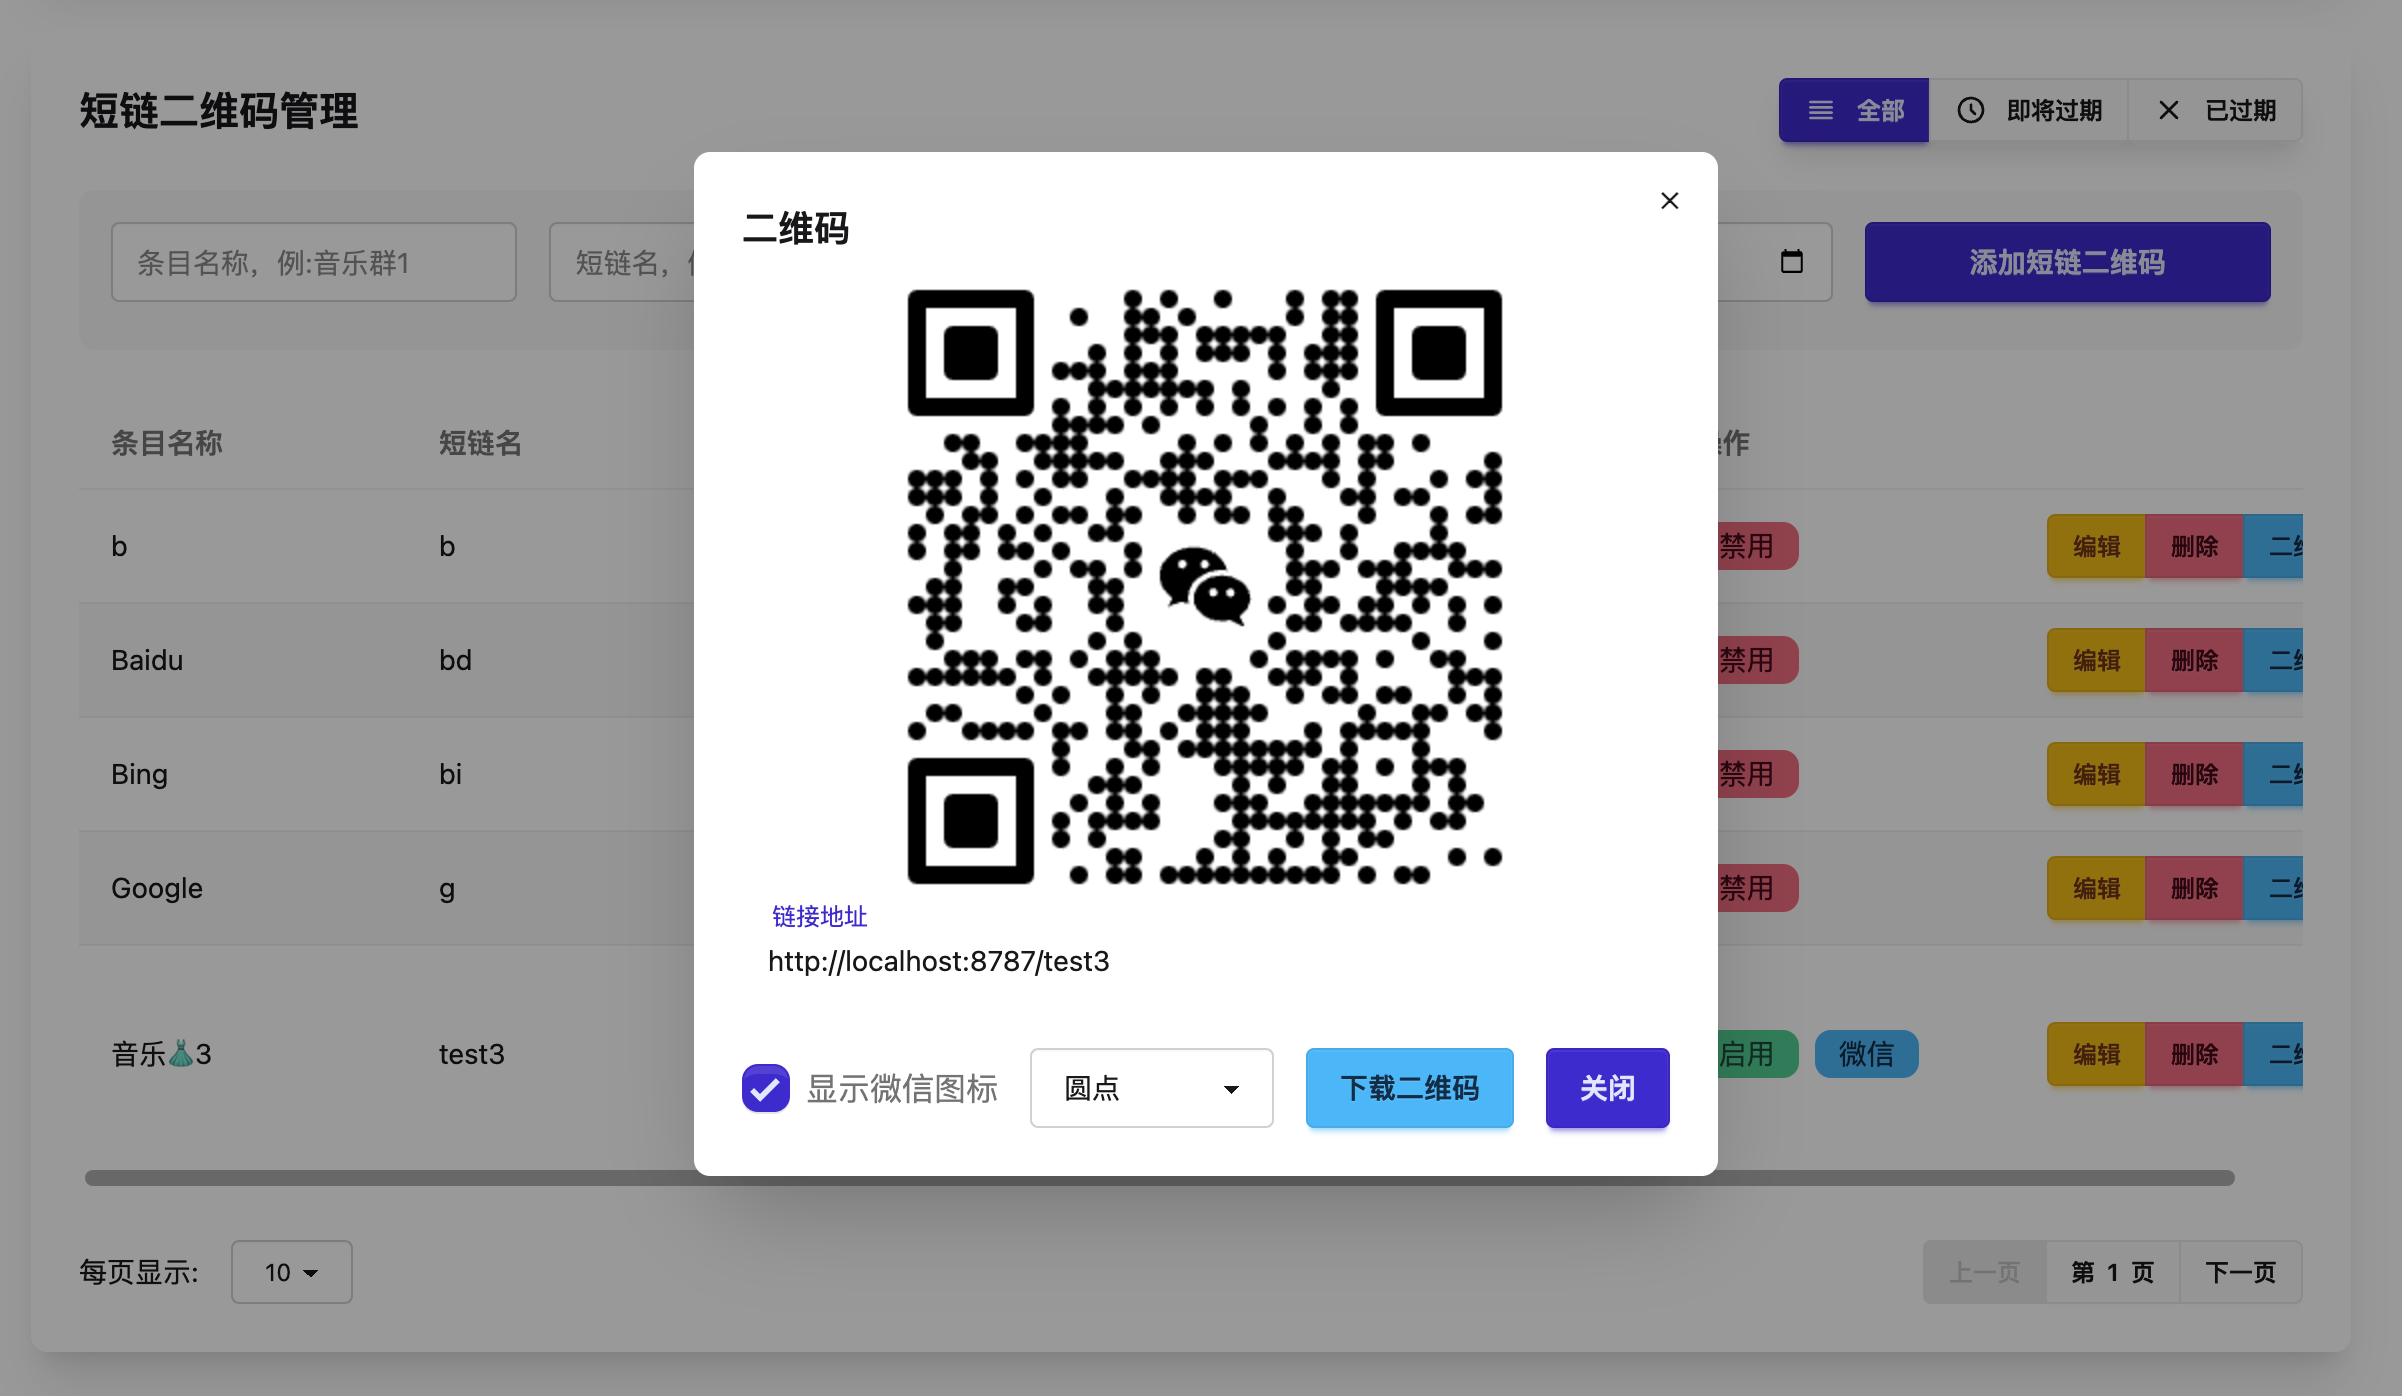 短链二维码管理
全部
即将过期
已过期
条目名称，例:音乐群1
短链名，
添加短链二维码
条目名称
短链名
作
b
b
禁用
编辑
删除
二
Baidu
bd
禁用
编辑
删除
二
Bing
bi
禁用
编辑
删除
二
Google
g
禁用
编辑
删除
二
音乐👗3
test3
启用
微信
编辑
删除
二
二维码
链接地址
http://localhost:8787/test3
显示微信图标
圆点
下载二维码
关闭
每页显示:
10
上一页
第 1 页
下一页